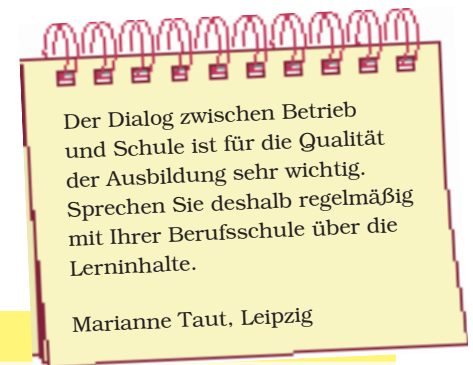 Der Dialog zwischen Betrieb
und Schule ist für die Qualität
der Ausbildung sehr wichtig.
Sprechen Sie deshalb regelmäßig
mit Ihrer Berufsschule über die
Lerninhalte.
Marianne Taut, Leipzig